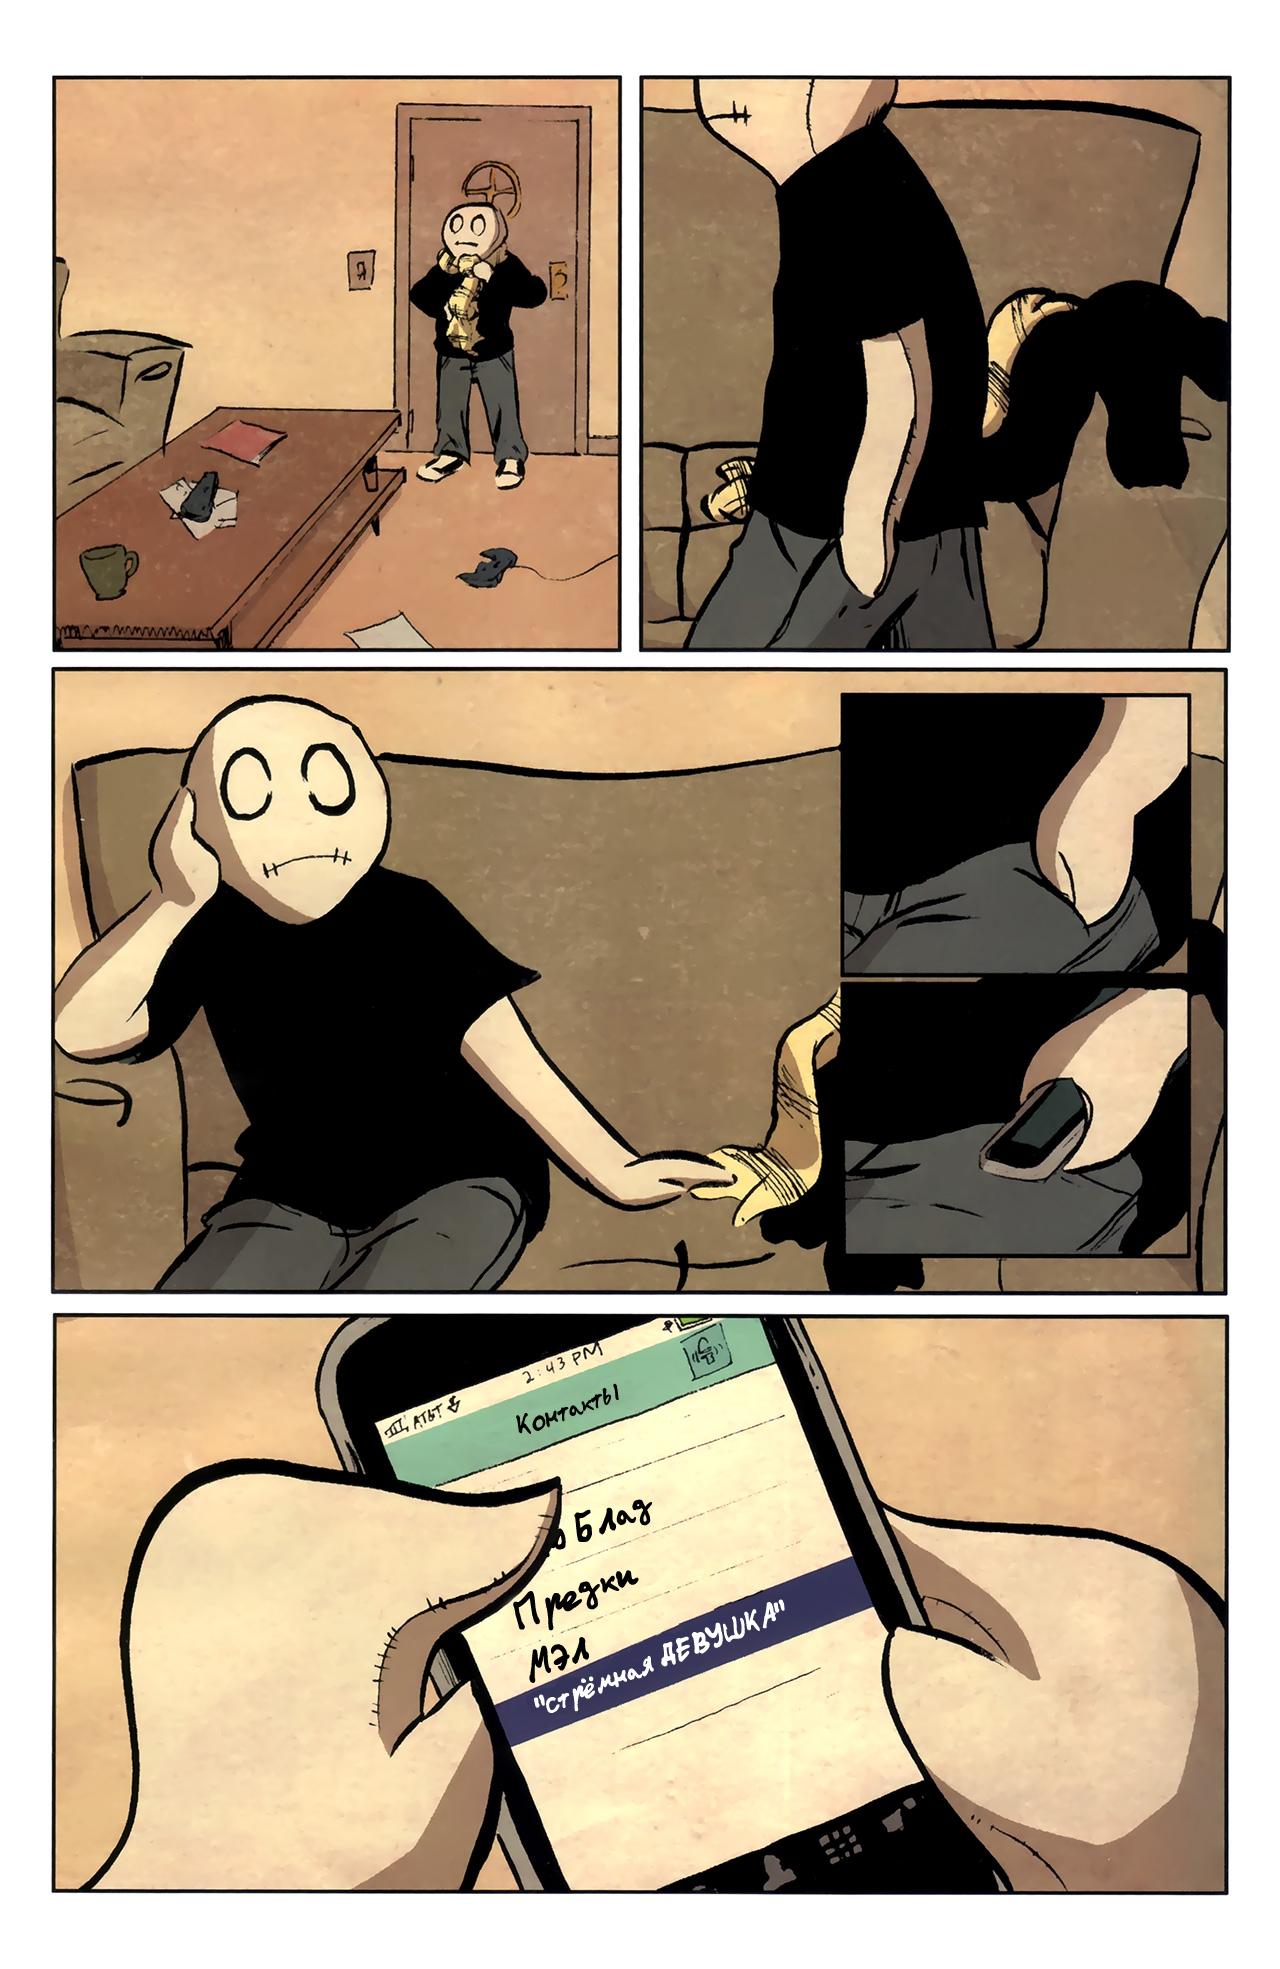 AT&T 2:43 PM
Контакты
Блад
Предки
МЭЛ
"стрёмная ДЕВУШКА"